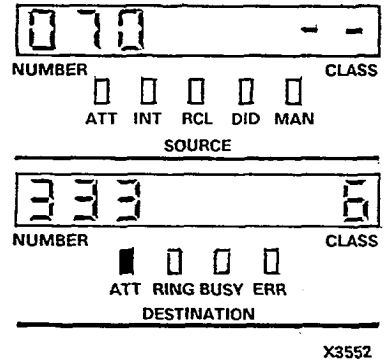 070 --
NUMBER CLASS
ATT INT RCL DID MAN
SOURCE
333 6
NUMBER CLASS
ATT RING BUSY ERR
DESTINATION
X3552